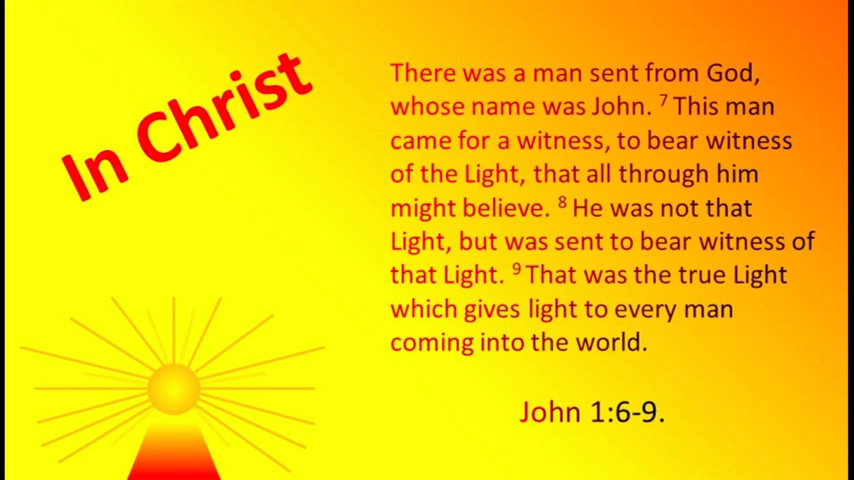 In Christ
There was a man sent from God,
whose name was John. 7 This man
came for a witness, to bear witness
of the Light, that all through him
might believe. 8 He was not that
Light, but was sent to bear witness of
that Light. 9 That was the true Light
which gives light to every man
coming into the world.
John 1:6-9.